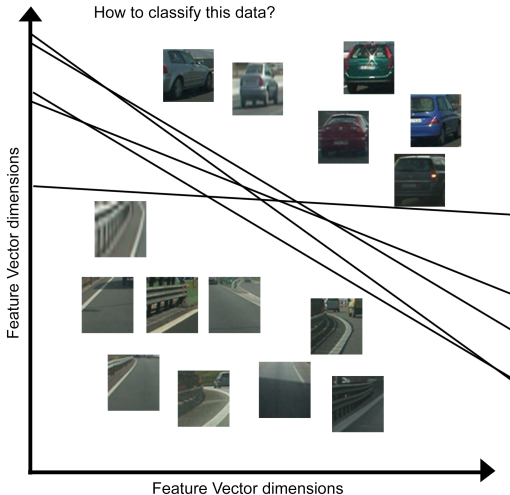 How to classify this data?
Feature Vector dimensions
Feature Vector dimensions